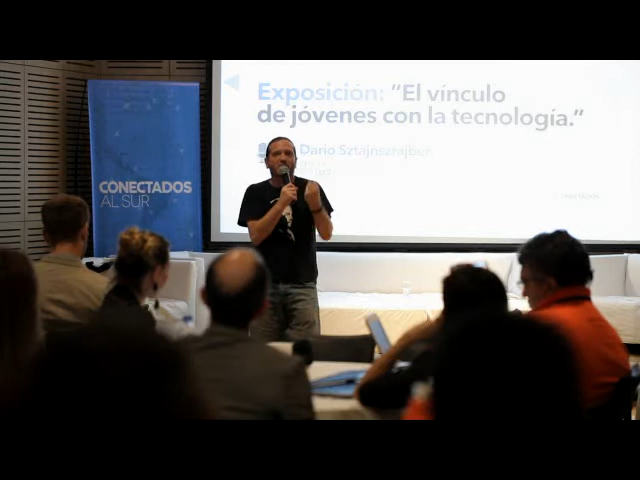 Exposición: “El vínculo
de jóvenes con la tecnología.”
Dario Sztajnszrajber
CONECTADOS
AL SUR